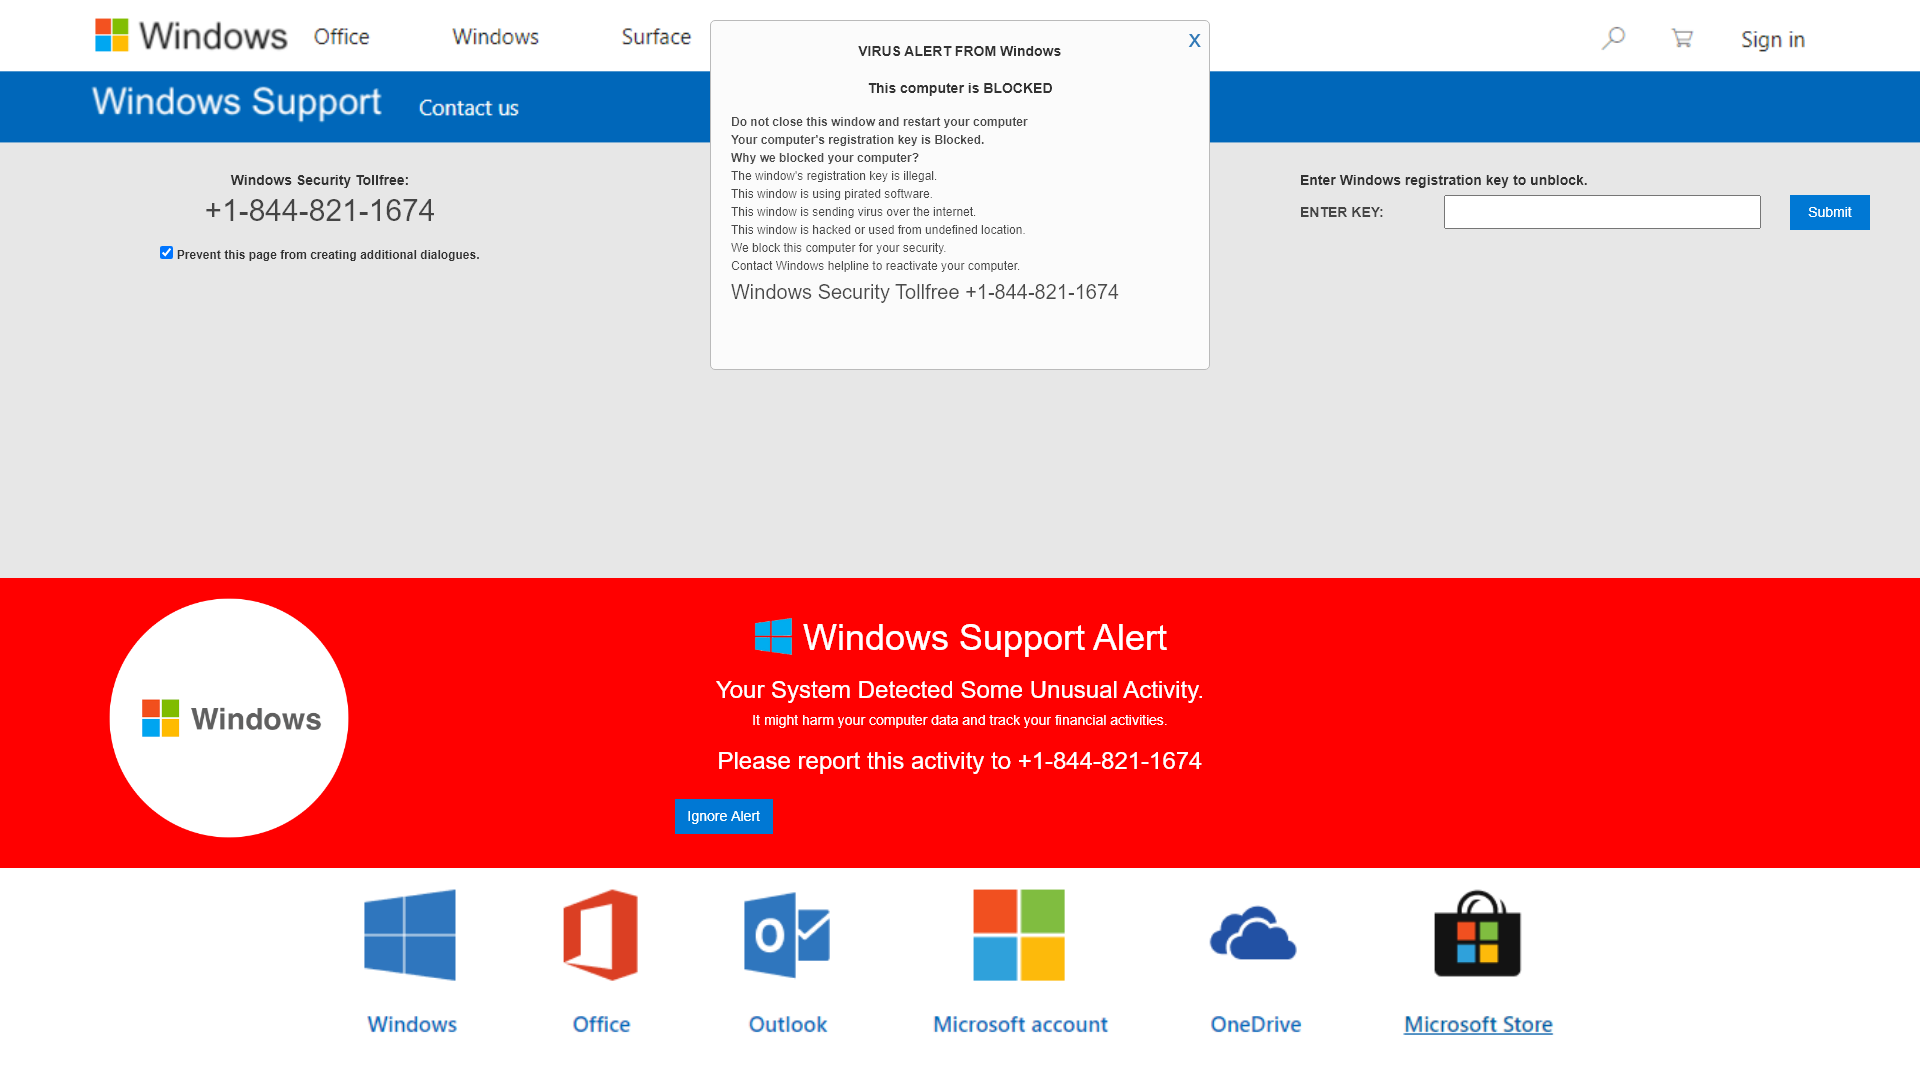 Windows Office Windows Surface Sign in
Windows Support Contact us
VIRUS ALERT FROM Windows X
This computer is BLOCKED
Do not close this window and restart your computer
Your computer's registration key is Blocked.
Why we blocked your computer?
The window's registration key is illegal.
This window is using pirated software.
This window is sending virus over the internet.
This window is hacked or used from undefined location.
We block this computer for your security.
Contact Windows helpline to reactivate your computer.
Windows Security Tollfree +1-844-821-1674
Windows Security Tollfree:
+1-844-821-1674
Prevent this page from creating additional dialogues.
Enter Windows registration key to unblock.
ENTER KEY: Submit
Windows
Windows Support Alert
Your System Detected Some Unusual Activity.
It might harm your computer data and track your financial activities.
Please report this activity to +1-844-821-1674
Ignore Alert
Windows Office Outlook Microsoft account OneDrive Microsoft Store